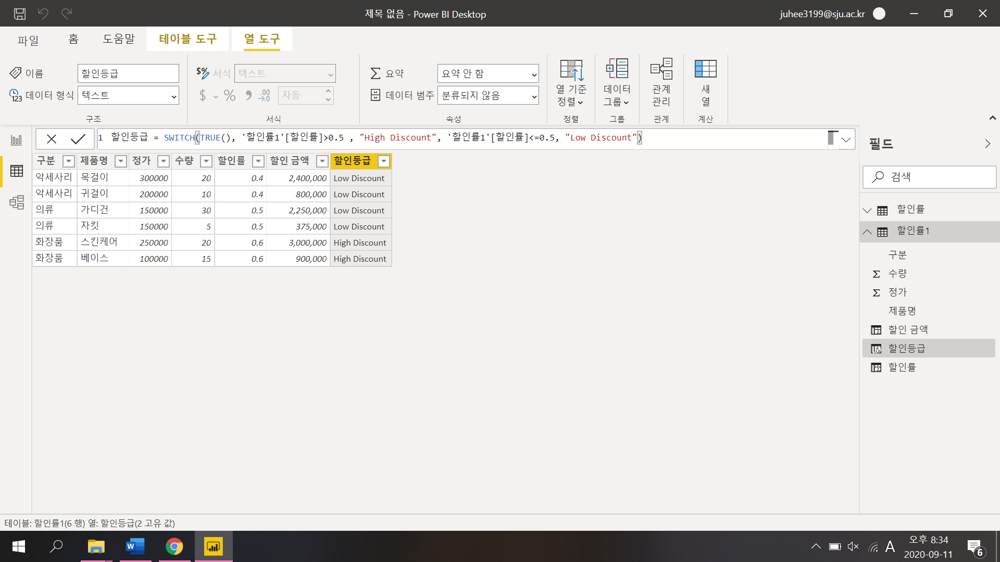 제목 없음 - Power BI Desktop
juhee3199@sju.ac.kr
파일 홈 도움말 테이블 도구 열 도구
이름 할인등급
데이터 형식 텍스트
구조
$% 서식 텍스트
$ % 9 .00 →.0 자동
서식
요약 요약 안 함
데이터 범주 분류되지 않음
속성
열 기준
정렬
정렬
데이터
그룹
그룹
관계
관리
관계
새
열
계산
1 할인등급 = SWITCH(TRUE(), '할인률1'[할인률]>0.5 , "High Discount", '할인률1'[할인률]<=0.5, "Low Discount")
구분 제품명 정가 수량 할인률 할인 금액 할인등급
악세사리 목걸이 300000 20 0.4 2,400,000 Low Discount
악세사리 귀걸이 200000 10 0.4 800,000 Low Discount
의류 가디건 150000 30 0.5 2,250,000 Low Discount
의류 자킷 150000 5 0.5 375,000 Low Discount
화장품 스킨케어 250000 20 0.6 3,000,000 High Discount
화장품 베이스 100000 15 0.6 900,000 High Discount
필드
검색
할인률
할인률1
구분
Σ 수량
Σ 정가
제품명
할인 금액
할인등급
할인률
테이블: 할인률1(6 행) 열: 할인등급(2 고유 값)
A
오후 8:34
2020-09-11
6